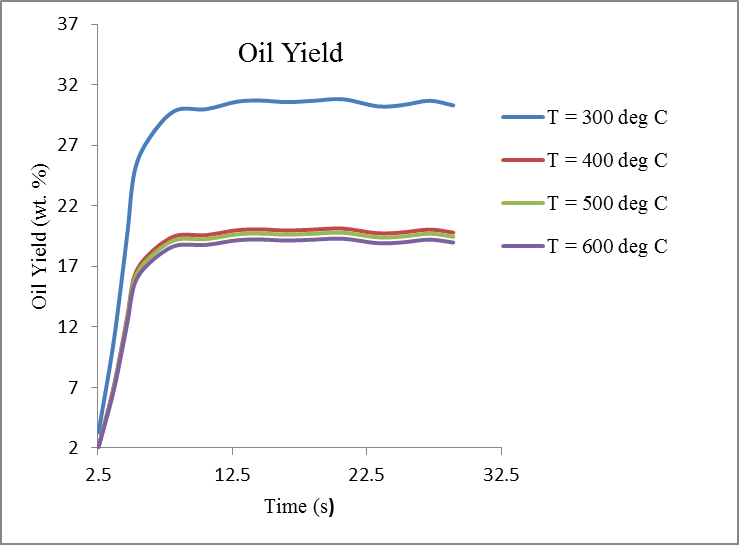 Oil Yield
37
32
27
22
17
12
7
2
Oil Yield (wt. %)
2.5 12.5 22.5 32.5
Time (s)
T = 300 deg C
T = 400 deg C
T = 500 deg C
T = 600 deg C